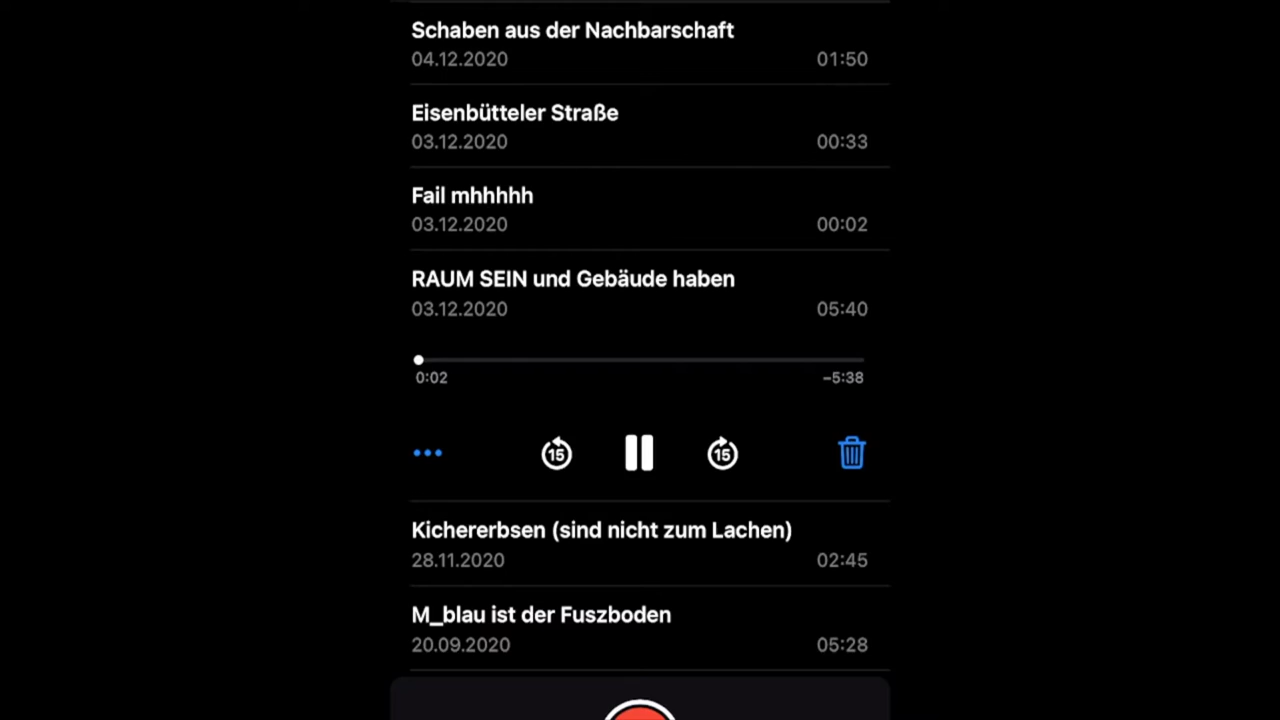 Schaben aus der Nachbarschaft
04.12.2020 01:50
Eisenbütteler Straße
03.12.2020 00:33
Fail mhhhhh
03.12.2020 00:02
RAUM SEIN und Gebäude haben
03.12.2020 05:40
0:02 –5:38
15 15
Kichererbsen (sind nicht zum Lachen)
28.11.2020 02:45
M_blau ist der Fuszboden
20.09.2020 05:28